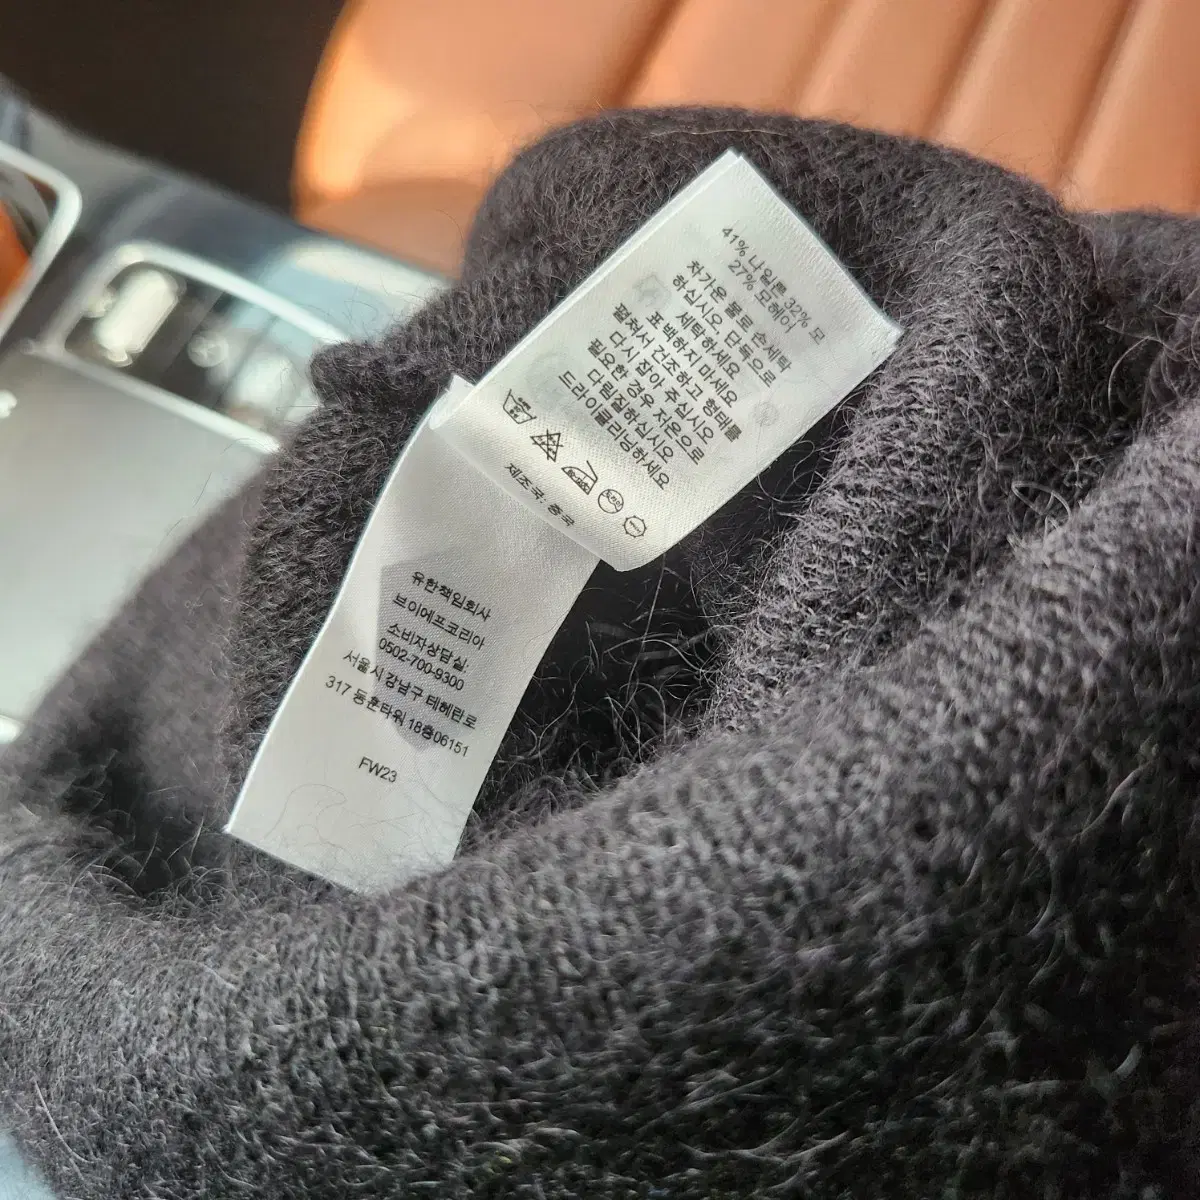 41% 나일론 32% 모
27% 모헤어
차가운 물로 손세탁
하십시오 단독으로
세탁하세요
표백하지 마세요
펼쳐서 건조하고 형태를
다시 잡아 주십시오
필요한 경우 저온으로
다림질하십시오
드라이클리닝하세요
제조국: 중국
유한책임회사
브이에프코리아
소비자상담실:
0502-700-9300
서울시 강남구 테헤란로
317 동훈타워 18층06151
FW23